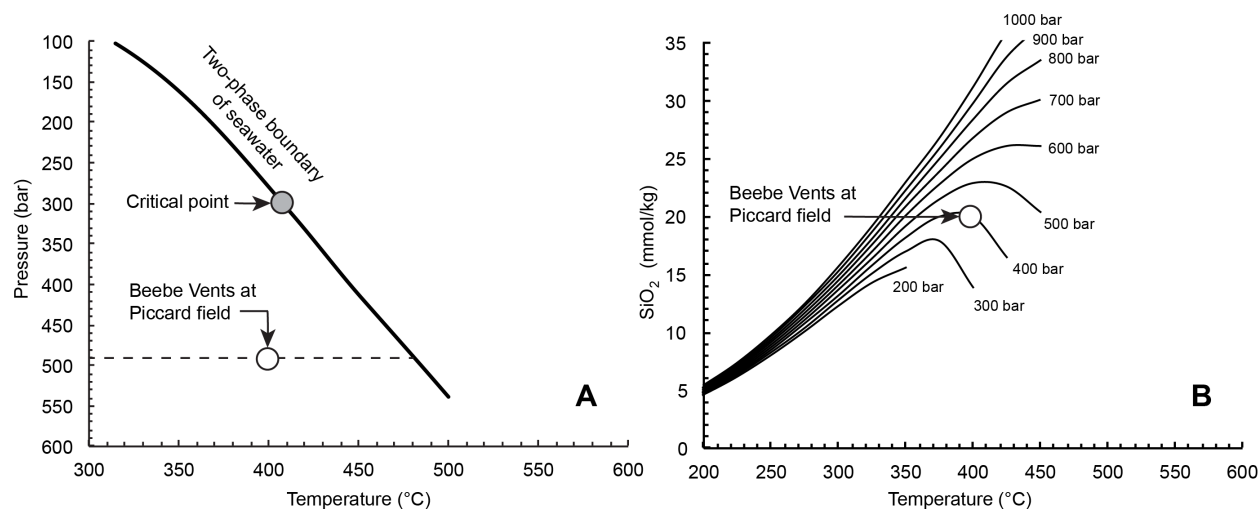 100
150
200
250
300
350
400
450
500
550
600
Pressure (bar)
300
350
400
450
500
550
600
Temperature (°C)
Two-phase boundary
of seawater
Critical point
Beebe Vents at
Piccard field
A
35
30
25
20
15
10
5
0
SiO2 (mmol/kg)
200
250
300
350
400
450
500
550
600
Temperature (°C)
1000 bar
900 bar
800 bar
700 bar
600 bar
500 bar
400 bar
300 bar
200 bar
Beebe Vents at
Piccard field
B